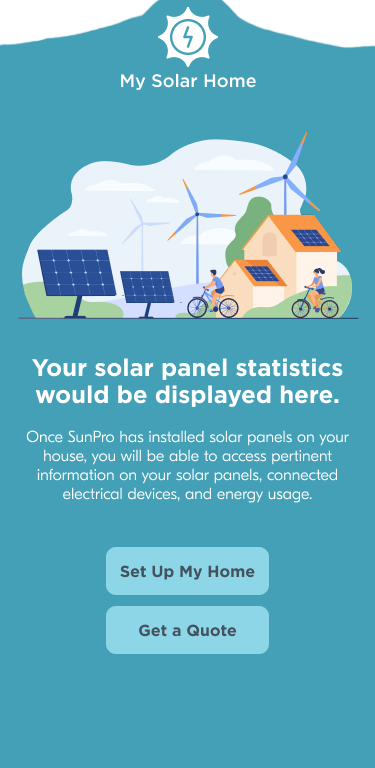 My Solar Home
Your solar panel statistics
would be displayed here.
Once SunPro has installed solar panels on your
house, you will be able to access pertinent
information on your solar panels, connected
electrical devices, and energy usage.
Set Up My Home
Get a Quote